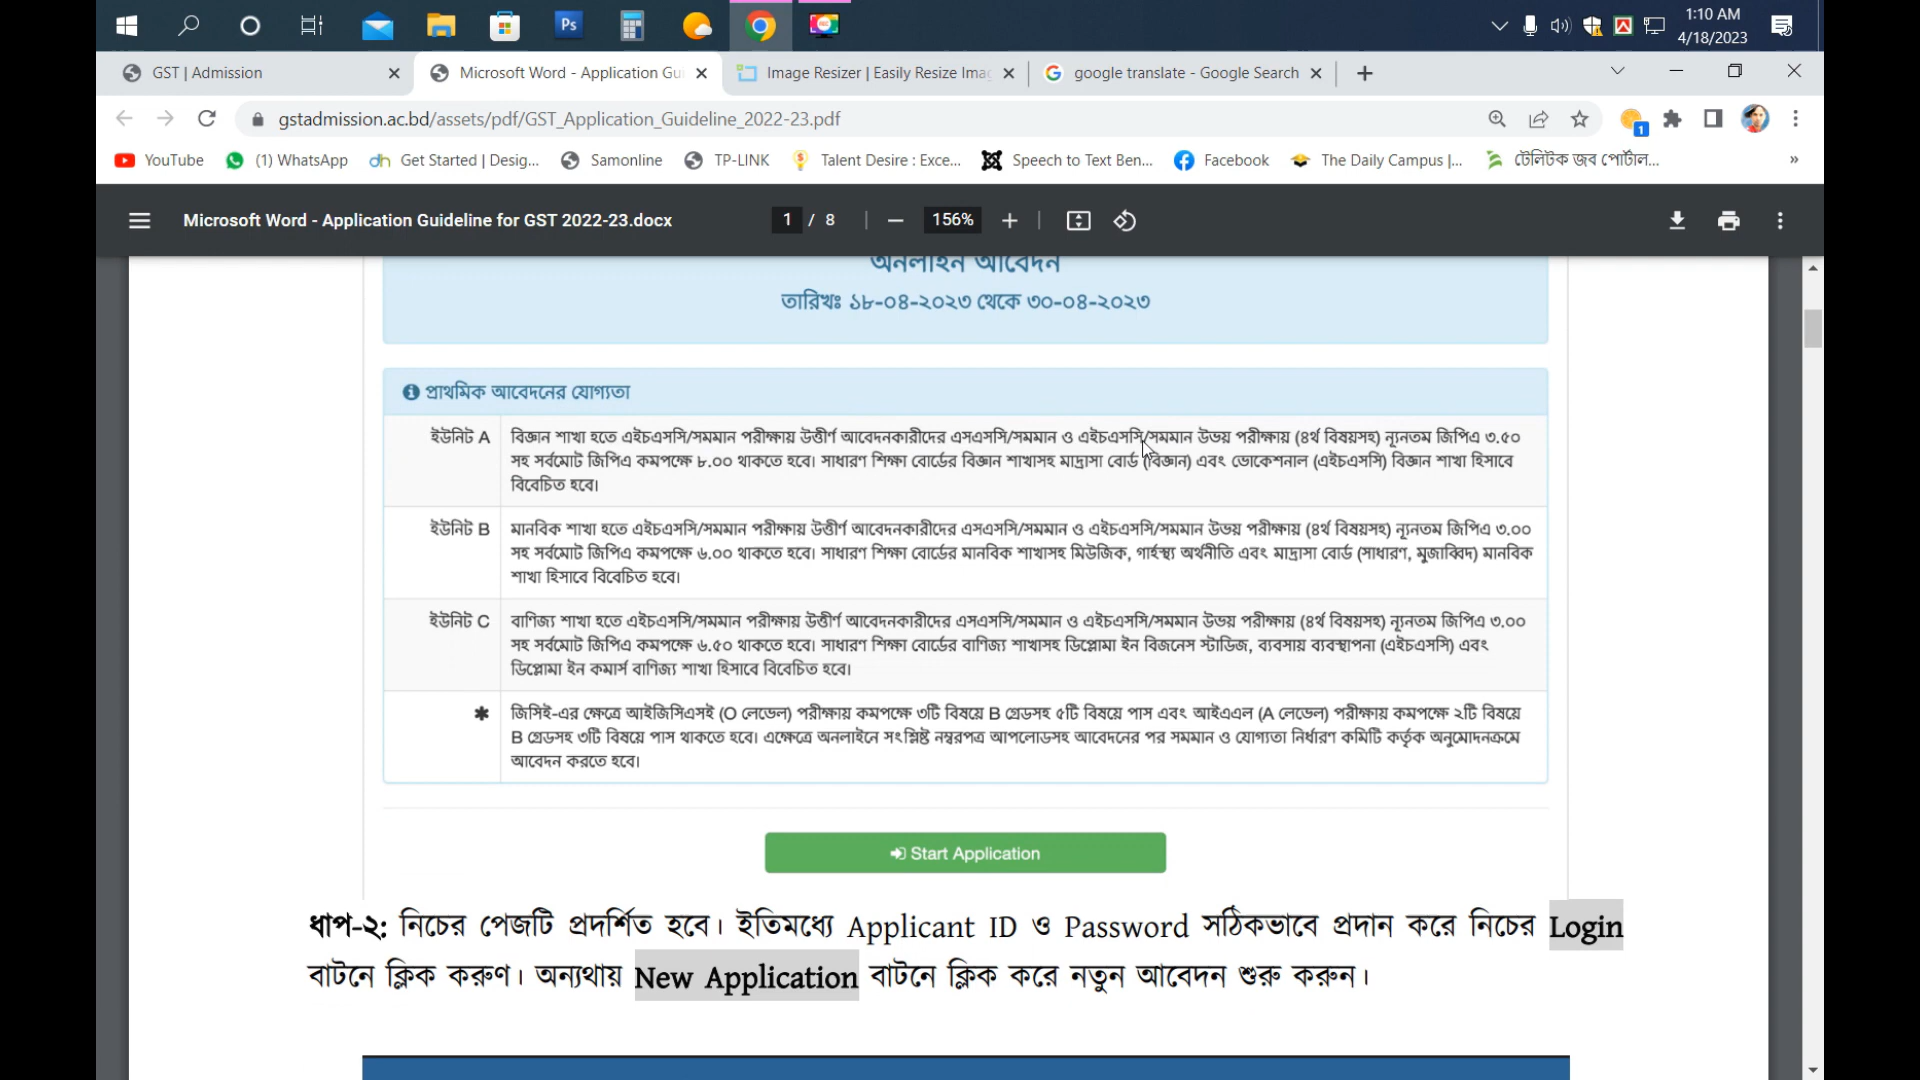 Ps
1:10 AM
4/18/2023
GST | Admission
Microsoft Word - Application Gu
Image Resizer | Easily Resize Imag
google translate - Google Search
gstadmission.ac.bd/assets/pdf/GST_Application_Guideline_2022-23.pdf
1
YouTube
(1) WhatsApp
Get Started | Desig...
Samonline
TP-LINK
Talent Desire : Exce...
Speech to Text Ben...
Facebook
The Daily Campus |...
টেলিটক জব পোর্টাল...
Microsoft Word - Application Guideline for GST 2022-23.docx
1 / 8
156%
অনলাইন আবেদন
তারিখঃ ১৮-০৪-২০২৩ থেকে ৩০-০৪-২০২৩
প্রাথমিক আবেদনের যোগ্যতা
ইউনিট A
বিজ্ঞান শাখা হতে এইচএসসি/সমমান পরীক্ষায় উত্তীর্ণ আবেদনকারীদের এসএসসি/সমমান ও এইচএসসি/সমমান উভয় পরীক্ষায় (৪র্থ বিষয়সহ) ন্যূনতম জিপিএ ৩.৫০
সহ সর্বমোট জিপিএ কমপক্ষে ৮.০০ থাকতে হবে। সাধারণ শিক্ষা বোর্ডের বিজ্ঞান শাখাসহ মাদ্রাসা বোর্ড (বিজ্ঞান) এবং ভোকেশনাল (এইচএসসি) বিজ্ঞান শাখা হিসাবে
বিবেচিত হবে।
ইউনিট B
মানবিক শাখা হতে এইচএসসি/সমমান পরীক্ষায় উত্তীর্ণ আবেদনকারীদের এসএসসি/সমমান ও এইচএসসি/সমমান উভয় পরীক্ষায় (৪র্থ বিষয়সহ) ন্যূনতম জিপিএ ৩.০০
সহ সর্বমোট জিপিএ কমপক্ষে ৬.০০ থাকতে হবে। সাধারণ শিক্ষা বোর্ডের মানবিক শাখাসহ মিউজিক, গার্হস্থ্য অর্থনীতি এবং মাদ্রাসা বোর্ড (সাধারণ, মুজাব্বিদ) মানবিক
শাখা হিসাবে বিবেচিত হবে।
ইউনিট C
বাণিজ্য শাখা হতে এইচএসসি/সমমান পরীক্ষায় উত্তীর্ণ আবেদনকারীদের এসএসসি/সমমান ও এইচএসসি/সমমান উভয় পরীক্ষায় (৪র্থ বিষয়সহ) ন্যূনতম জিপিএ ৩.০০
সহ সর্বমোট জিপিএ কমপক্ষে ৬.৫০ থাকতে হবে। সাধারণ শিক্ষা বোর্ডের বাণিজ্য শাখাসহ ডিপ্লোমা ইন বিজনেস স্টাডিজ, ব্যবসায় ব্যবস্থাপনা (এইচএসসি) এবং
ডিপ্লোমা ইন কমার্স বাণিজ্য শাখা হিসাবে বিবেচিত হবে।
*
জিসিই-এর ক্ষেত্রে আইজিসিএসই (O লেভেল) পরীক্ষায় কমপক্ষে ৩টি বিষয়ে B গ্রেডসহ ৫টি বিষয়ে পাস এবং আইএএল (A লেভেল) পরীক্ষায় কমপক্ষে ২টি বিষয়ে
B গ্রেডসহ ৩টি বিষয়ে পাস থাকতে হবে। এক্ষেত্রে অনলাইনে সংশ্লিষ্ট নম্বরপত্র আপলোডসহ আবেদনের পর সমমান ও যোগ্যতা নির্ধারণ কমিটি কর্তৃক অনুমোদনক্রমে
আবেদন করতে হবে।
Start Application
ধাপ-২: নিচের পেজটি প্রদর্শিত হবে। ইতিমধ্যে Applicant ID ও Password সঠিকভাবে প্রদান করে নিচের Login
বাটনে ক্লিক করুণ। অন্যথায় New Application বাটনে ক্লিক করে নতুন আবেদন শুরু করুন।